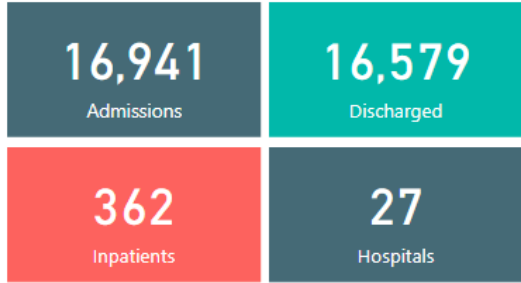 16,941
Admissions
16,579
Discharged
362
Inpatients
27
Hospitals